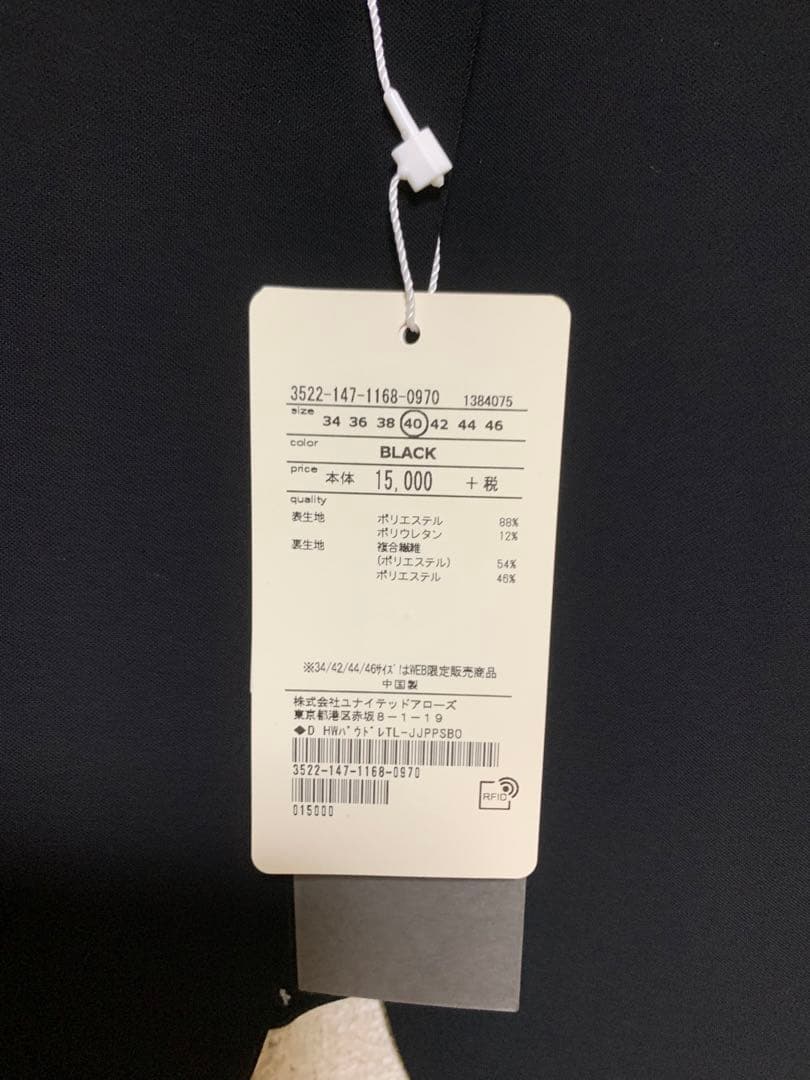 3522-147-1168-0970 1384075
size 34 36 38 40 42 44 46
color
BLACK
price 本体 15,000 +税
quality
表生地 ポリエステル 88%
ポリウレタン 12%
裏生地 複合繊維
(ポリエステル) 54%
ポリエステル 46%
※34/42/44/46サイズはWEB限定販売商品
中国製
株式会社ユナイテッドアローズ
東京都港区赤坂8-1-19
◆D HWパウドレTL-JJPPSBO
3522-147-1168-0970
RFID
015000